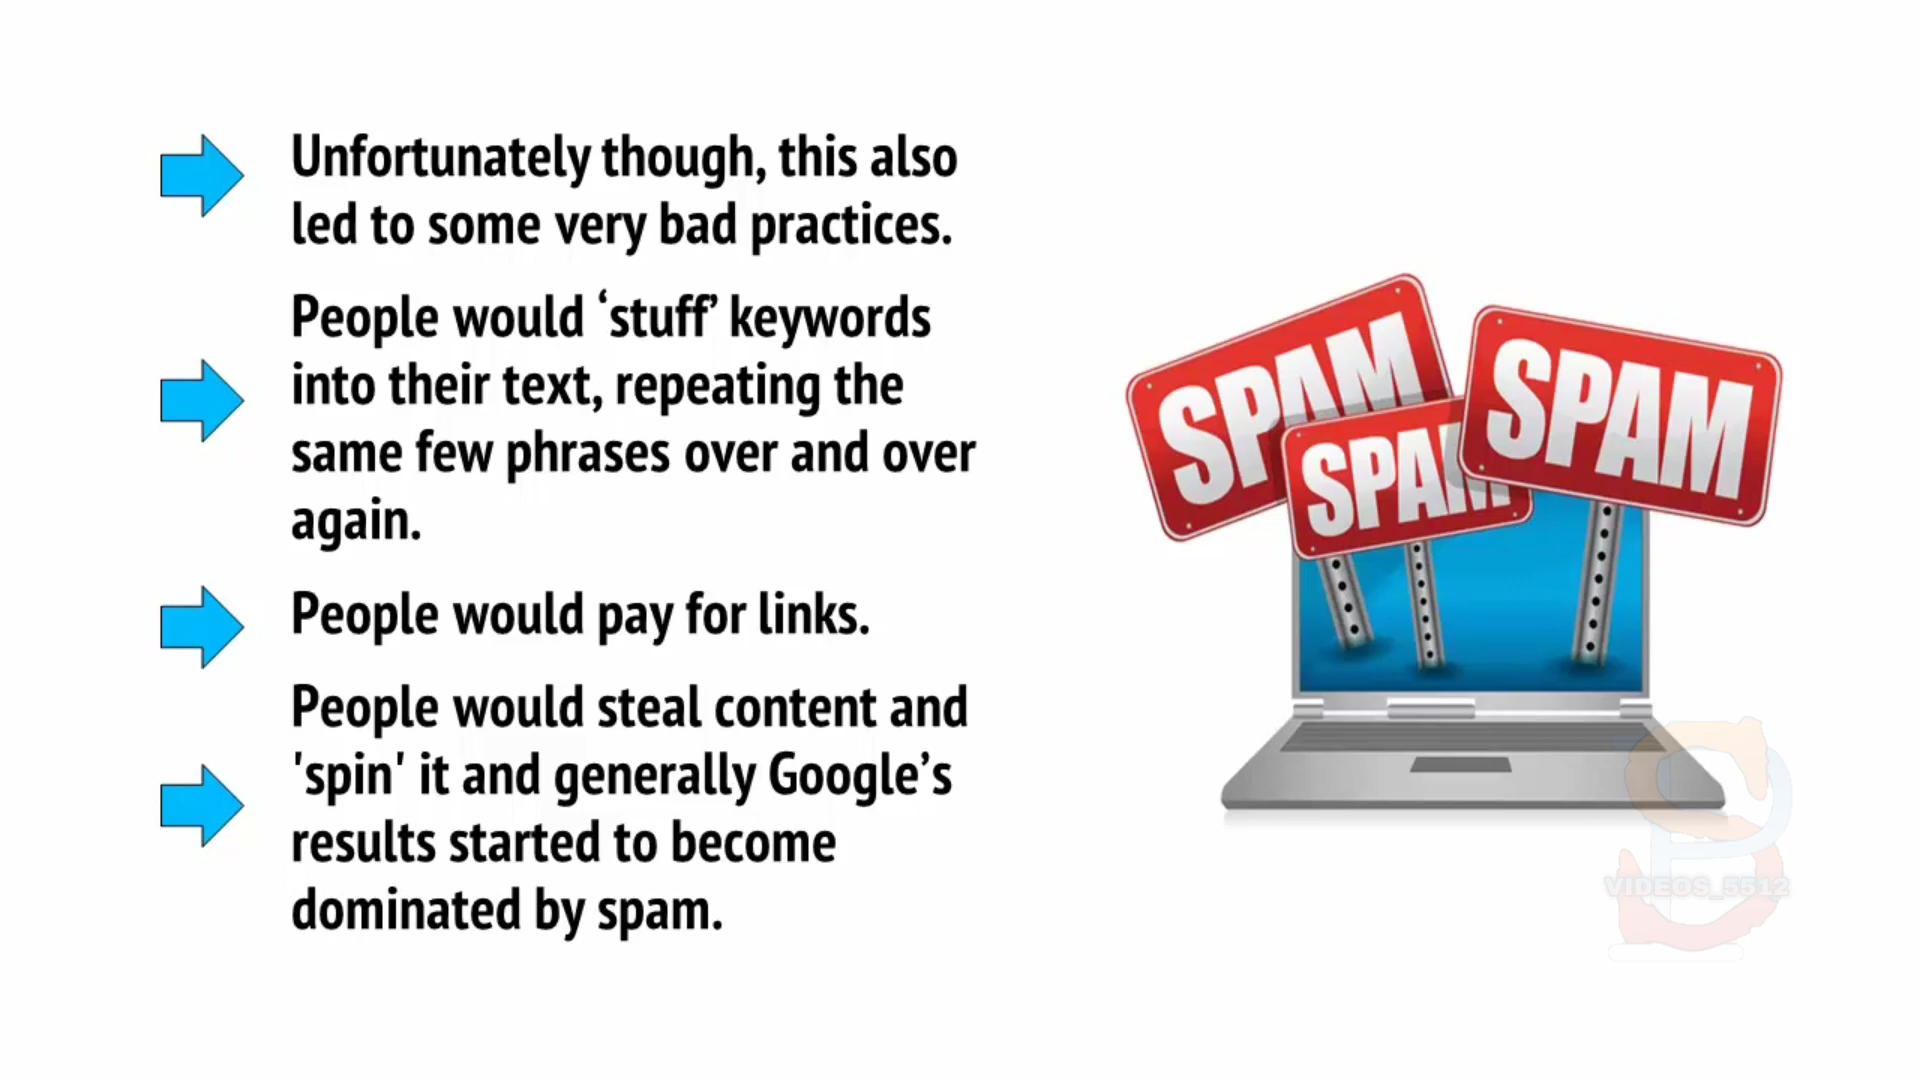 Unfortunately though, this also
led to some very bad practices.
People would ‘stuff’ keywords
into their text, repeating the
same few phrases over and over
again.
People would pay for links.
People would steal content and
'spin' it and generally Google’s
results started to become
dominated by spam.
SPAM
SPAM
SPAM
VIDEOS_5512